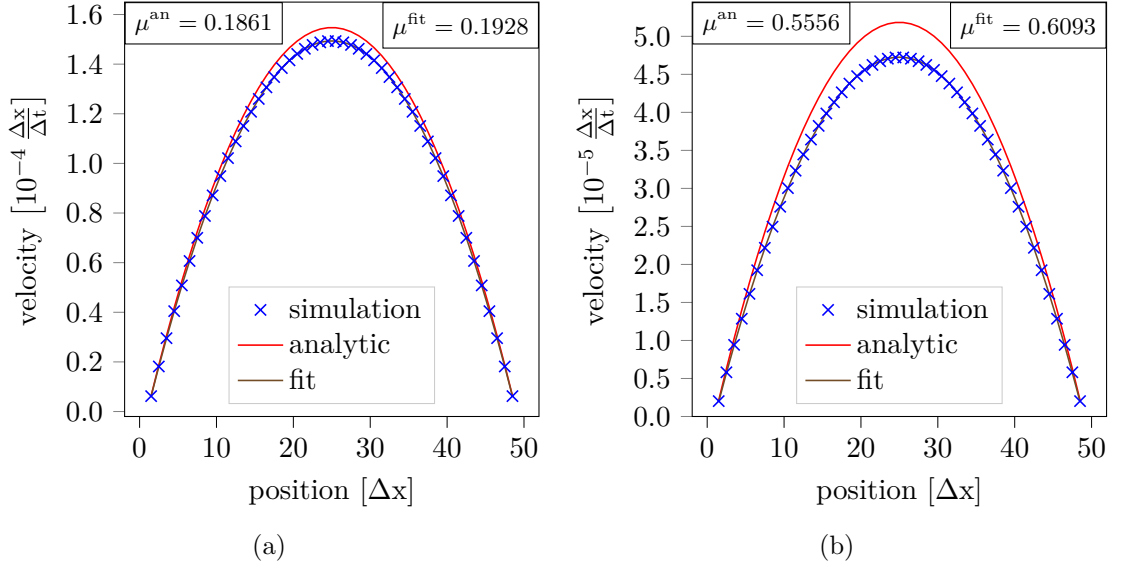 μ^an = 0.1861
μ^fit = 0.1928
1.6
1.4
1.2
1.0
0.8
0.6
0.4
0.2
0.0
velocity [10^−4 Δx/Δt]
simulation
analytic
fit
0 10 20 30 40 50
position [Δx]
(a)
μ^an = 0.5556
μ^fit = 0.6093
5.0
4.5
4.0
3.5
3.0
2.5
2.0
1.5
1.0
0.5
0.0
velocity [10^−5 Δx/Δt]
simulation
analytic
fit
0 10 20 30 40 50
position [Δx]
(b)